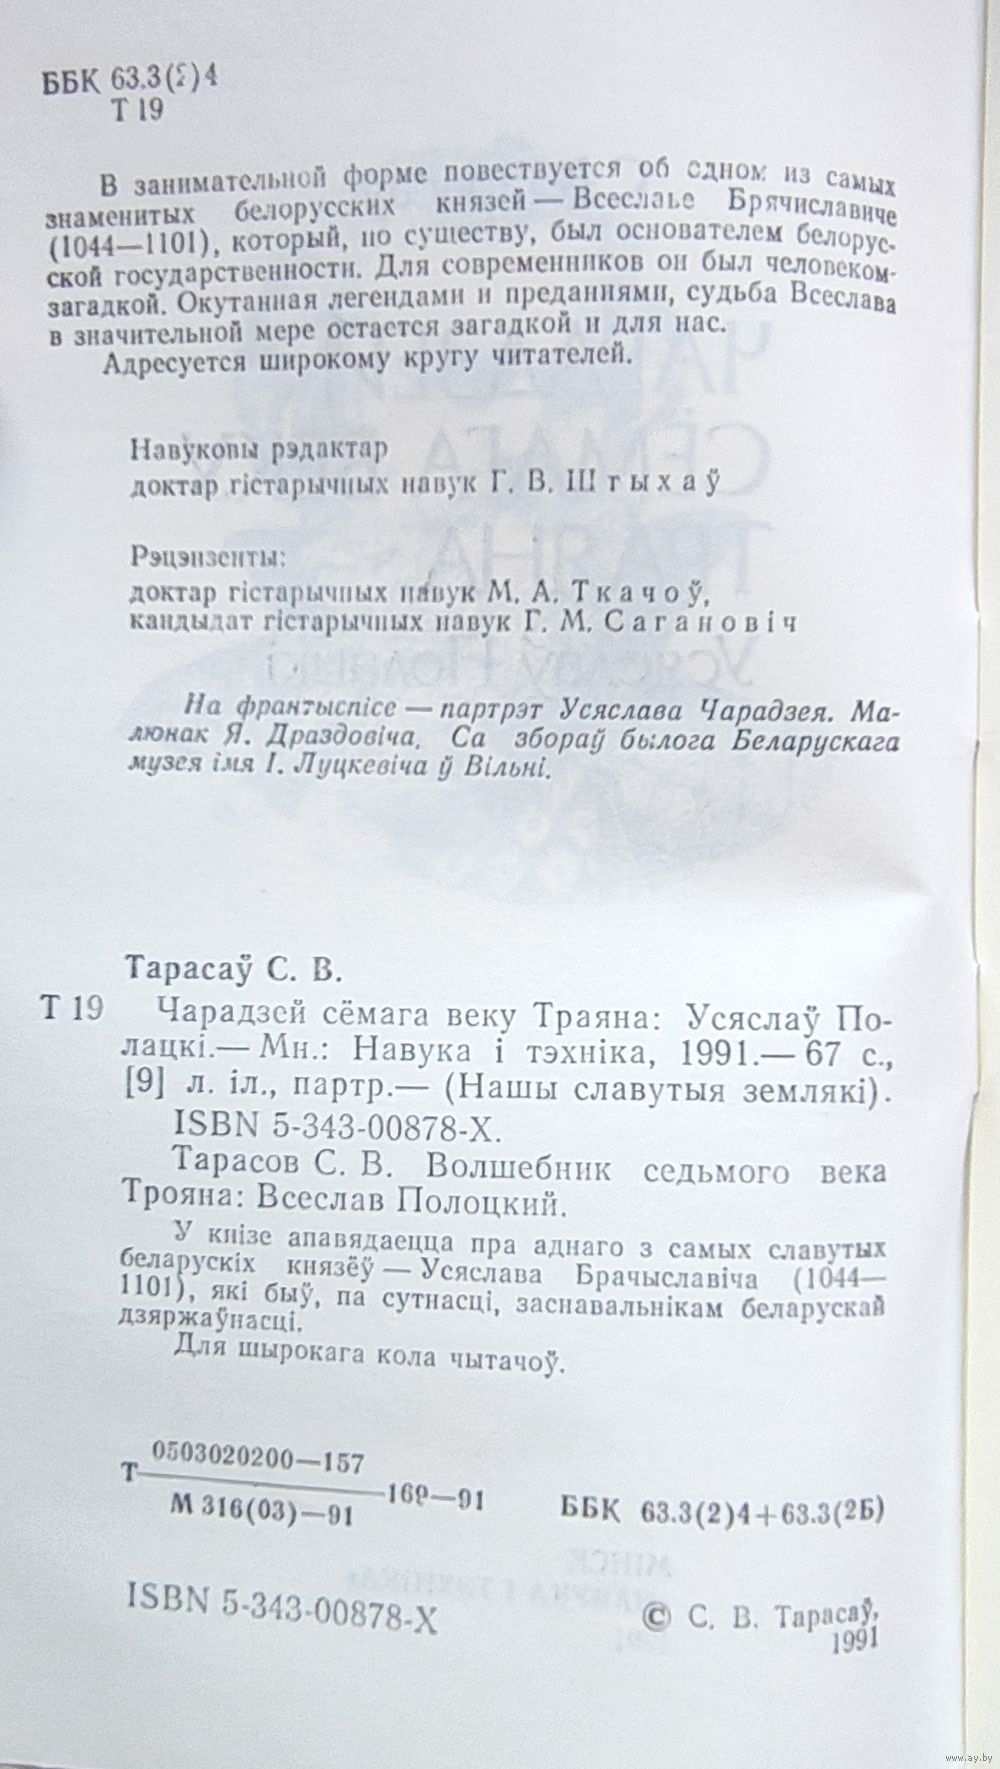 ББК 63.3(2)4
Т 19
В занимательной форме повествуется об одном из самых
знаменитых белорусских князей — Всеславе Брячиславиче
(1044—1101), который, по существу, был основателем белорус-
ской государственности. Для современников он был человеком-
загадкой. Окутанная легендами и преданиями, судьба Всеслава
в значительной мере остается загадкой и для нас.
Адресуется широкому кругу читателей.
Навуковы рэдактар
доктар гістарычных навук Г. В. Штыхаў
Рэцэнзенты:
доктар гістарычных навук М. А. Ткачоў,
кандыдат гістарычных навук Г. М. Сагановіч
На франтыспісе — партрэт Усяслава Чарадзея. Ма-
люнак Я. Драздовіча. Са збораў былога Беларускага
музея імя І. Луцкевіча ў Вільні.
Тарасаў С. В.
Т 19 Чарадзей сёмага веку Траяна: Усяслаў По-
лацкі.— Мн.: Навука і тэхніка, 1991.— 67 с.,
[9] л. іл., партр.— (Нашы славутыя землякі).
ISBN 5-343-00878-X.
Тарасов С. В. Волшебник седьмого века
Трояна: Всеслав Полоцкий.
У кнізе апавядаецца пра аднаго з самых славутых
беларускіх князёў — Усяслава Брачыславіча (1044—
1101), які быў, па сутнасці, заснавальнікам беларускай
дзяржаўнасці.
Для шырокага кола чытачоў.
0503020200—157
Т 169—91
М 316(03)—91
ББК 63.3(2)4+63.3(2Б)
ISBN 5-343-00878-X
© С. В. Тарасаў,
1991
www.ay.by